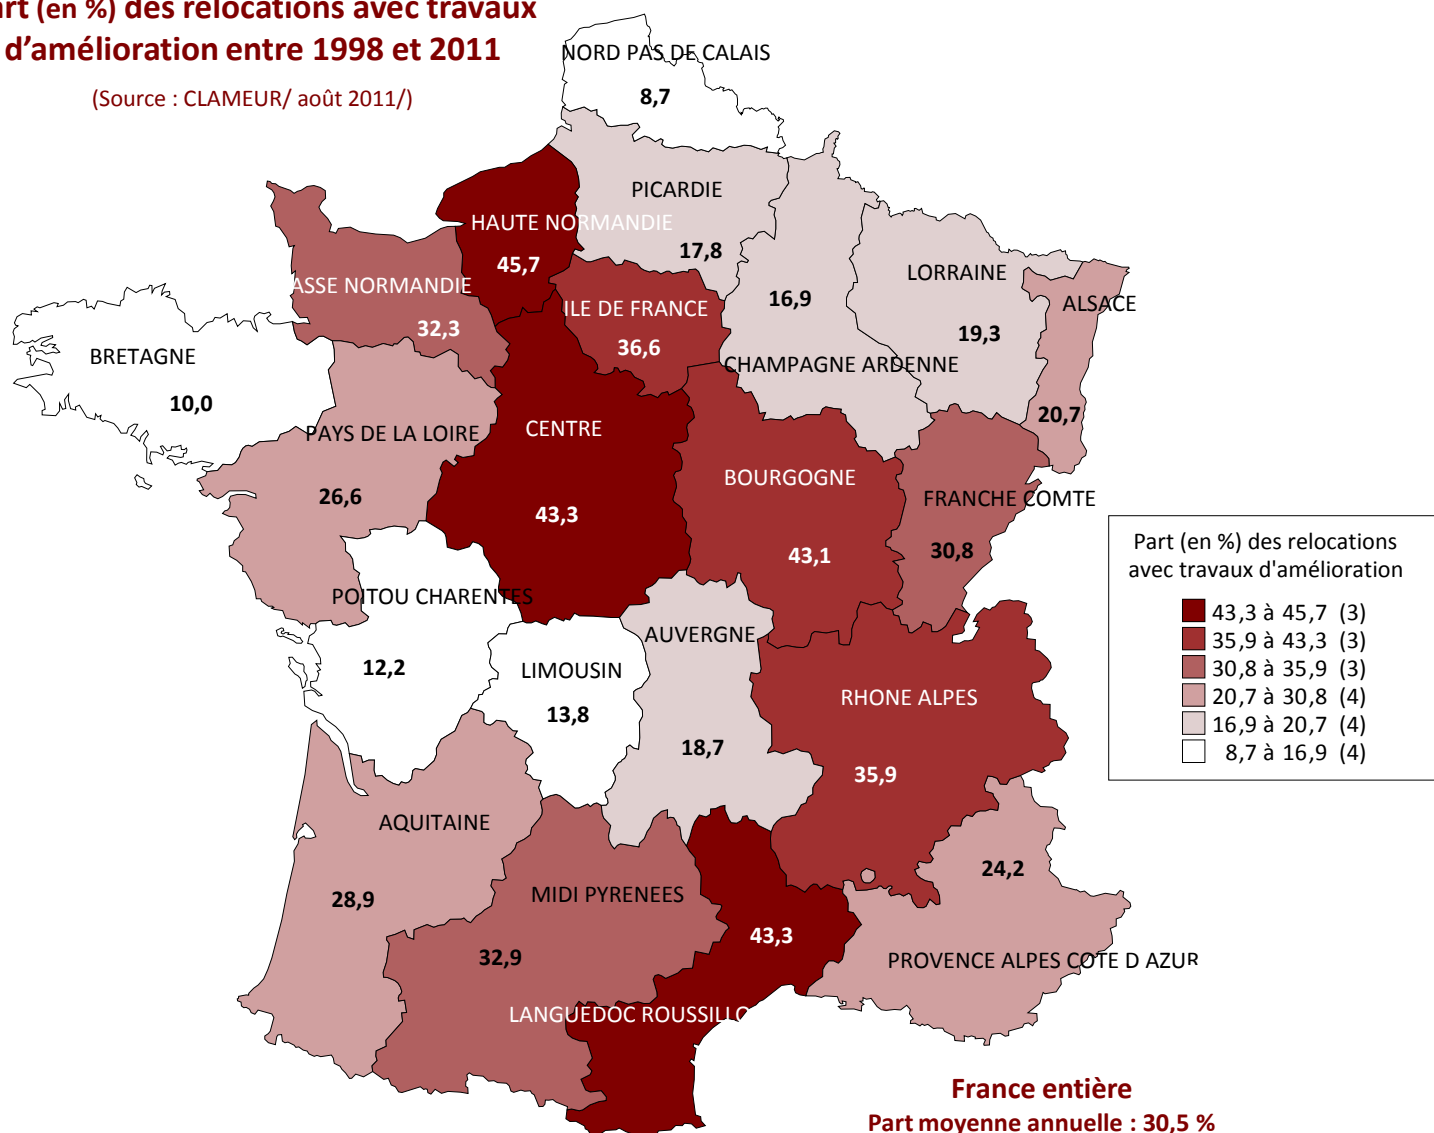 art (en %) des relocations avec travaux
d’amélioration entre 1998 et 2011
(Source : CLAMEUR/ août 2011/)
NORD PAS DE CALAIS
8,7
PICARDIE
17,8
HAUTE NORMANDIE
45,7
ASSE NORMANDIE
32,3
ILE DE FRANCE
36,6
16,9
CHAMPAGNE ARDENNE
LORRAINE
19,3
ALSACE
20,7
BRETAGNE
10,0
PAYS DE LA LOIRE
26,6
CENTRE
43,3
BOURGOGNE
43,1
FRANCHE COMTE
30,8
POITOU CHARENTES
12,2
LIMOUSIN
13,8
AUVERGNE
18,7
RHONE ALPES
35,9
AQUITAINE
28,9
MIDI PYRENEES
32,9
43,3
LANGUEDOC ROUSSILLO
24,2
PROVENCE ALPES COTE D AZUR
Part (en %) des relocations
avec travaux d'amélioration
43,3 à 45,7 (3)
35,9 à 43,3 (3)
30,8 à 35,9 (3)
20,7 à 30,8 (4)
16,9 à 20,7 (4)
8,7 à 16,9 (4)
France entière
Part moyenne annuelle : 30,5 %